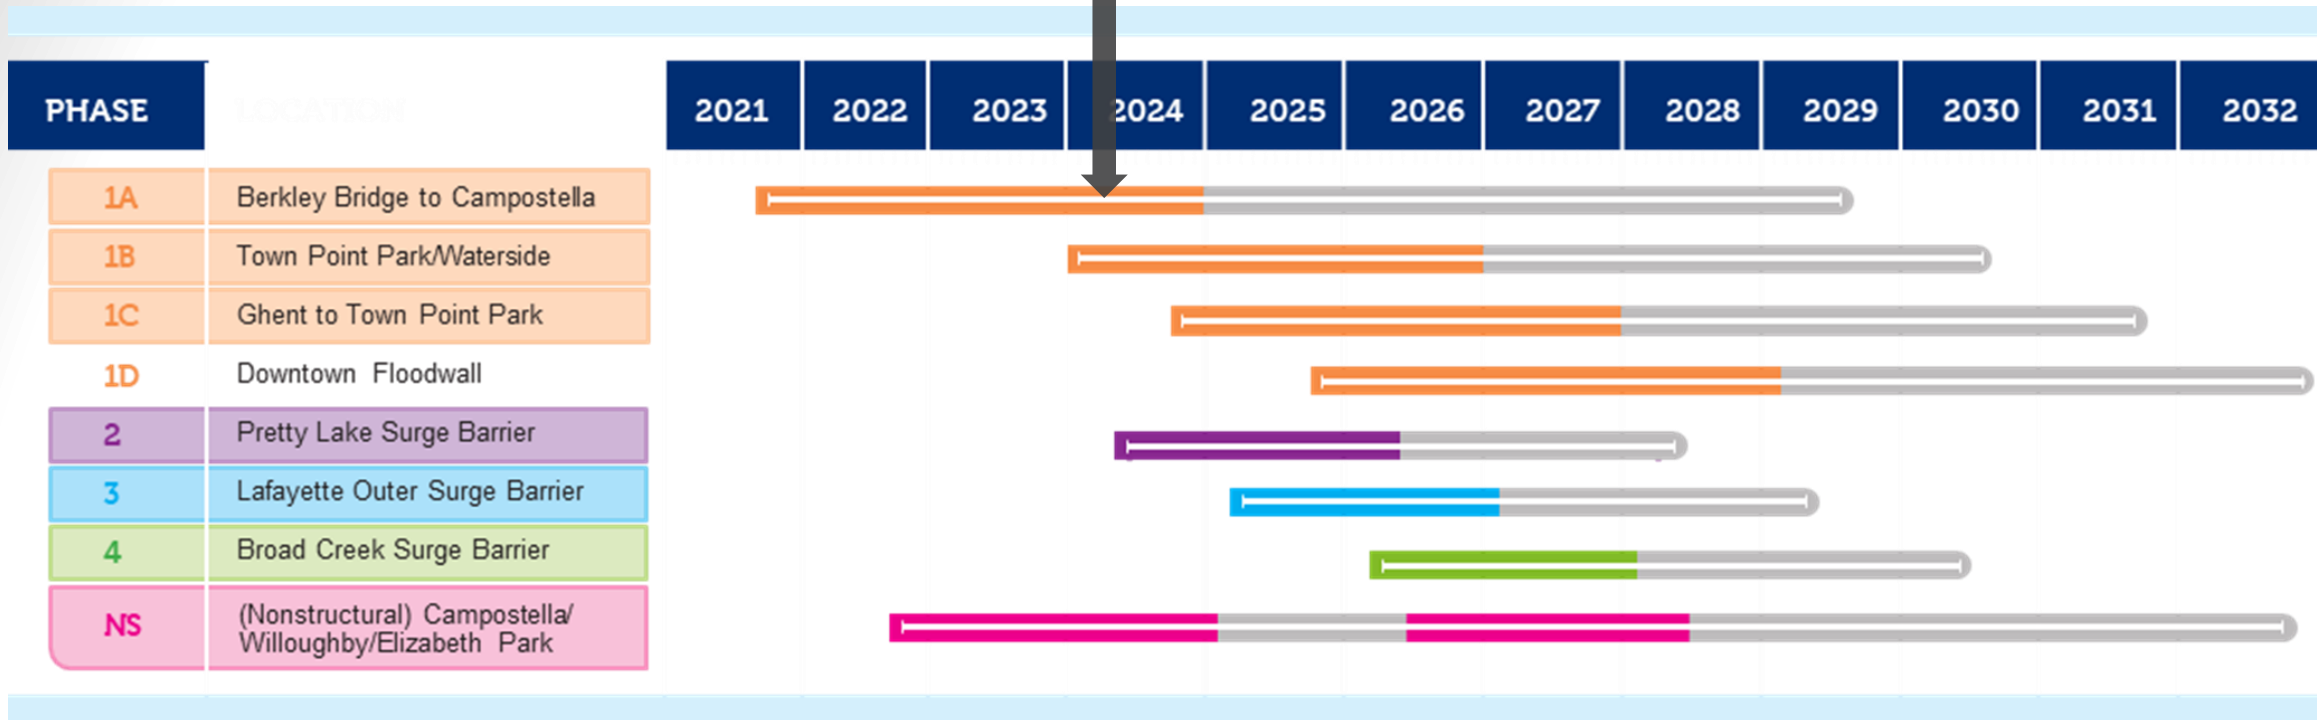 PHASE LOCATION 2021 2022 2023 2024 2025 2026 2027 2028 2029 2030 2031 2032
1A Berkley Bridge to Campostella
1B Town Point Park/Waterside
1C Ghent to Town Point Park
1D Downtown Floodwall
2 Pretty Lake Surge Barrier
3 Lafayette Outer Surge Barrier
4 Broad Creek Surge Barrier
NS (Nonstructural) Campostella/
Willoughby/Elizabeth Park